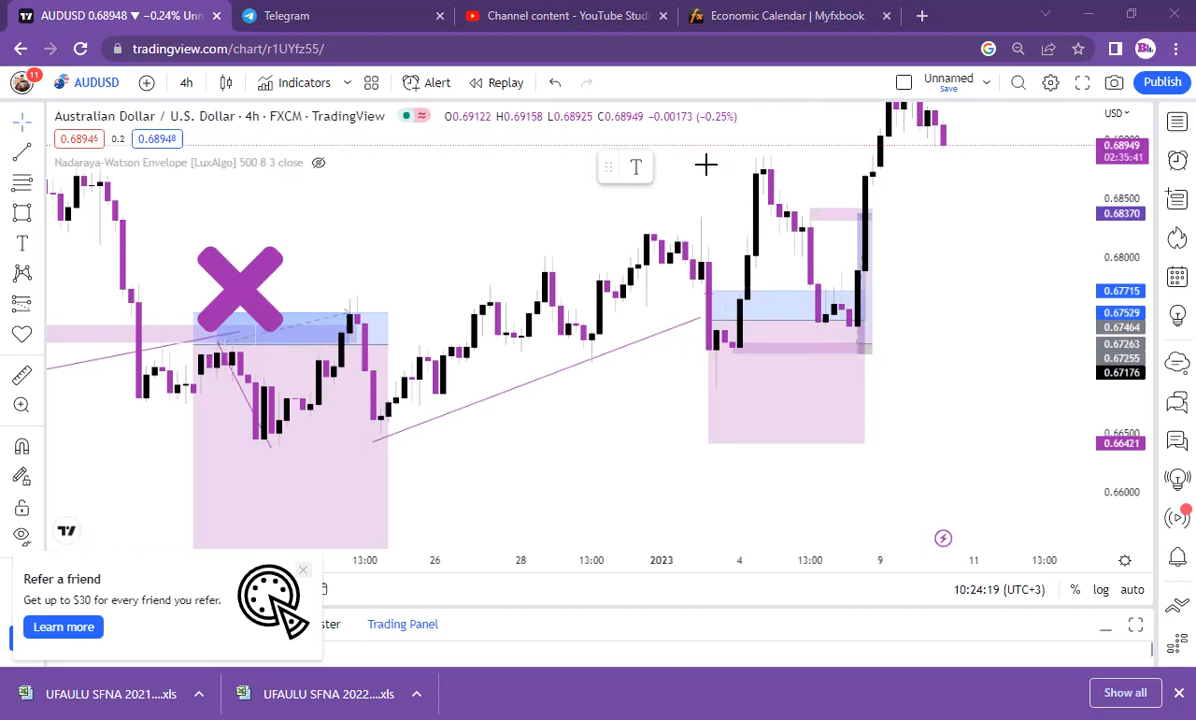 AUDUSD 0.68948 ▼ −0.24% Unn
Telegram
Channel content - YouTube Studi
Economic Calendar | Myfxbook
tradingview.com/chart/r1UYfz55/
11
AUDUSD
4h
Indicators
Alert
Replay
Unnamed
Save
Publish
Australian Dollar / U.S. Dollar · 4h · FXCM · TradingView
O0.69122 H0.69158 L0.68925 C0.68949 −0.00173 (−0.25%)
USD
0.68946
0.2
0.68948
Nadaraya-Watson Envelope [LuxAlgo] 500 8 3 close
T
0.68949
02:35:41
0.68500
0.68370
0.68000
0.67715
0.67529
0.67464
0.67263
0.67255
0.67176
0.66500
0.66421
0.66000
13:00
26
28
13:00
2023
4
13:00
9
11
13:00
Refer a friend
Get up to $30 for every friend you refer.
Learn more
10:24:19 (UTC+3)
%
log
auto
ster
Trading Panel
UFAULU SFNA 2021....xls
UFAULU SFNA 2022....xls
Show all